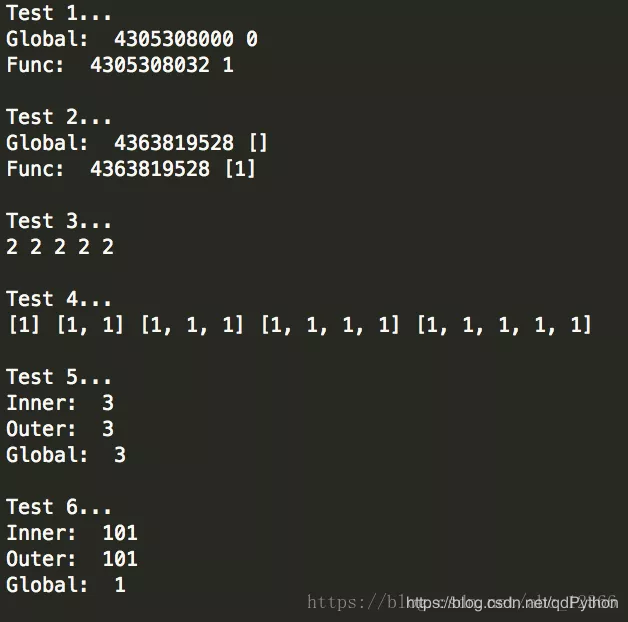 Test 1...
Global:  4305308000 0
Func:  4305308032 1
Test 2...
Global:  4363819528 []
Func:  4363819528 [1]
Test 3...
2 2 2 2 2
Test 4...
[1] [1, 1] [1, 1, 1] [1, 1, 1, 1] [1, 1, 1, 1, 1]
Test 5...
Inner:  3
Outer:  3
Global:  3
Test 6...
Inner:  101
Outer:  101
Global:  1
https://blog.csdn.net/qdPython